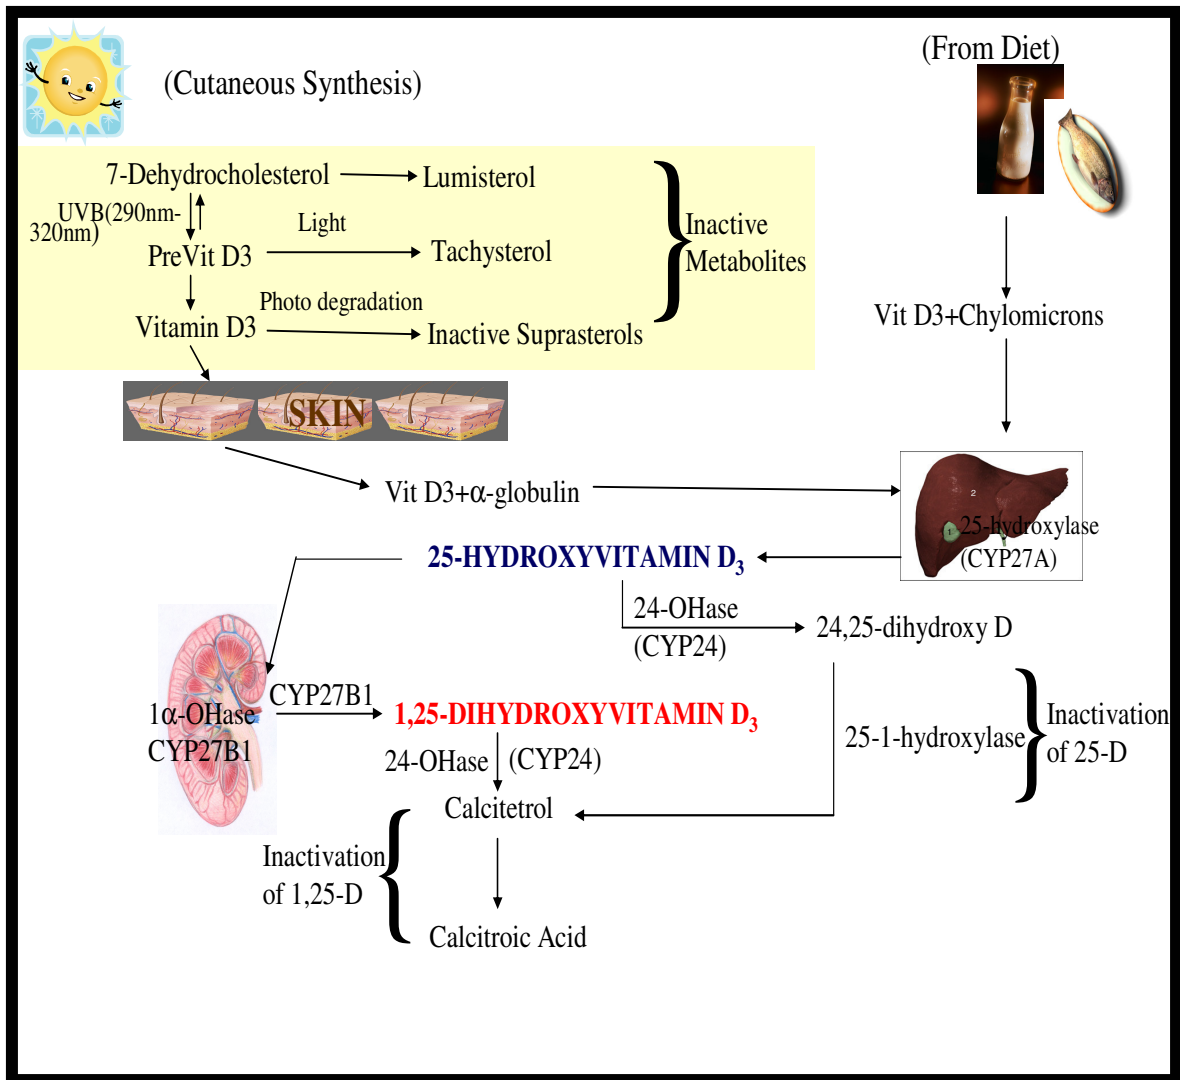 (From Diet)
(Cutaneous Synthesis)
7-Dehydrocholesterol
Lumisterol
UVB(290nm-
320nm)
Light
PreVit D3
Tachysterol
Inactive
Metabolites
Photo degradation
Vitamin D3
Inactive Suprasterols
Vit D3+Chylomicrons
SKIN
Vit D3+α-globulin
2
1
25-hydroxylase
(CYP27A)
25-HYDROXYVITAMIN D3
24-OHase
(CYP24)
24,25-dihydroxy D
CYP27B1
1α-OHase
CYP27B1
1,25-DIHYDROXYVITAMIN D3
25-1-hydroxylase
Inactivation
of 25-D
24-OHase
(CYP24)
Calcitetrol
Inactivation
of 1,25-D
Calcitroic Acid